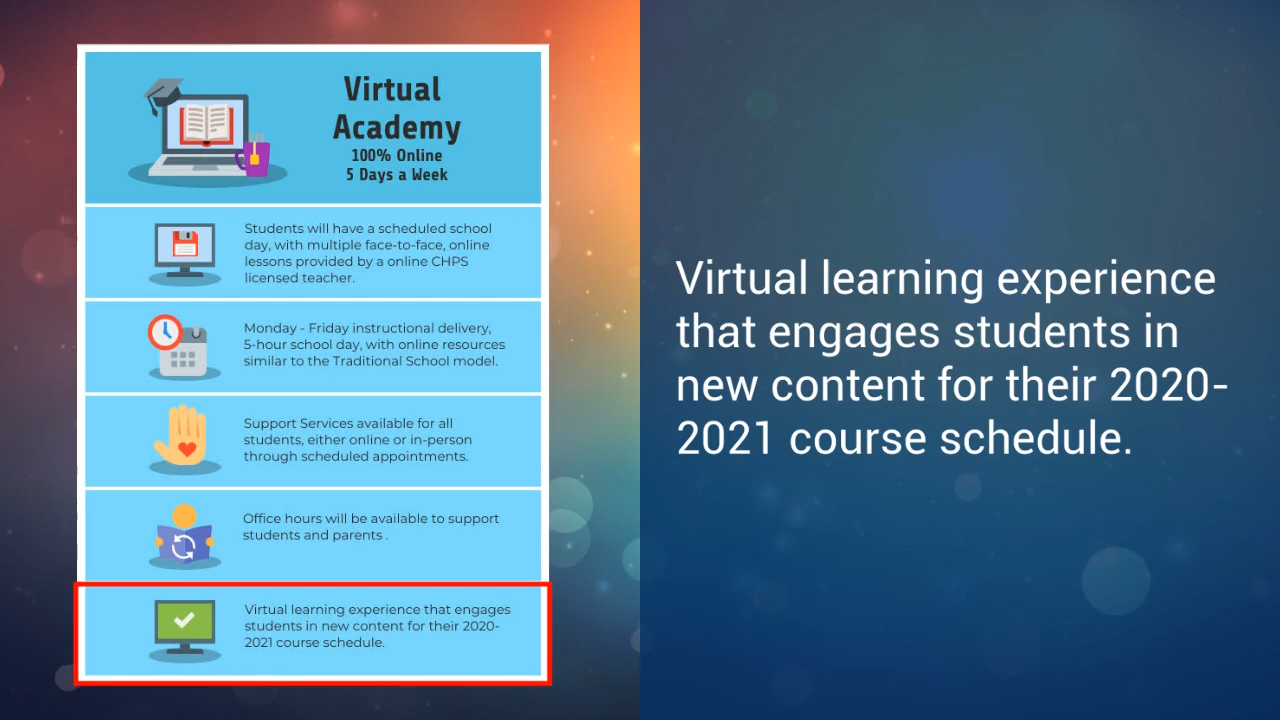 Virtual
Academy
100% Online
5 Days a Week
Students will have a scheduled school
day, with multiple face-to-face, online
lessons provided by a online CHPS
licensed teacher.
Monday - Friday instructional delivery,
5-hour school day, with online resources
similar to the Traditional School model.
Support Services available for all
students, either online or in-person
through scheduled appointments.
Office hours will be available to support
students and parents .
Virtual learning experience that engages
students in new content for their 2020-
2021 course schedule.
Virtual learning experience
that engages students in
new content for their 2020-
2021 course schedule.